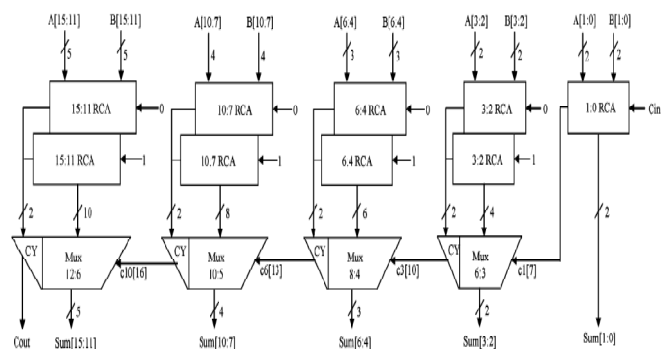 A[15:11] B[15:11] A[10:7] B[10:7] A[6:4] B[6:4] A[3:2] B[3:2] A[1:0] B[1:0]
5 5 4 4 3 3 2 2 2 2
15:11 RCA 0 10:7 RCA 0 6:4 RCA 0 3:2 RCA 0 1:0 RCA Cin
15:11 RCA 1 10:7 RCA 1 6:4 RCA 1 3:2 RCA 1
2 10 2 8 2 6 2 4 2
CY Mux CY Mux CY Mux CY Mux
12:6 c10[16] 10:5 c6[13] 8:4 c3[10] 6:3 c1[7]
5 4 3 2
Cout Sum[15:11] Sum[10:7] Sum[6:4] Sum[3:2] Sum[1:0]